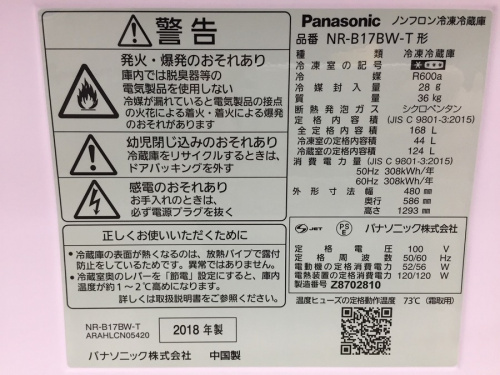 警告
発火・爆発のおそれあり
庫内では脱臭器等の
電気製品を使用しない
冷媒が漏れていると電気製品の接点
の火花による着火・着火により爆発
のおそれあり
幼児閉じ込みのおそれあり
冷蔵庫をリサイクルするときは、
ドアパッキングを外す
感電のおそれあり
お手入れのときは、
必ず電源プラグを抜く
正しくお使いいただくために
・冷蔵庫の表面が熱くなるのは、放熱パイプで露付
防止をしているためです。異常ではありません。
・冷蔵室奥のレバーを「節電」設定にすると、庫内
温度が約1～2℃高めになります。
詳しくは取扱説明書をごらんください。
NR-B17BW-T
ARAHLCN05420
2018 年製
パナソニック株式会社 中国製
Panasonic ノンフロン冷凍冷蔵庫
品番 NR-B17BW-T 形
種類 冷凍冷蔵庫
冷凍室の記号
冷媒 R600a
冷媒封入量 28 g
質量 36 kg
断熱発泡ガス シクロペンタン
定格内容積 (JIS C 9801-3:2015)
全定格内容積 168 L
冷凍室の定格内容積 44 L
冷蔵室の定格内容積 124 L
消費電力量 (JIS C 9801-3:2015)
50Hz 308kWh/年
60Hz 308kWh/年
外形寸法 幅 480 mm
奥行 586 mm
高さ 1293 mm
JET PS E パナソニック株式会社
定格電圧 100 V
定格周波数 50/60 Hz
電動機の定格消費電力 52/56 W
電熱装置の定格消費電力 120/120 W
製造番号 Z8702810
温度ヒューズの定格動作温度 73℃ (霜取用)